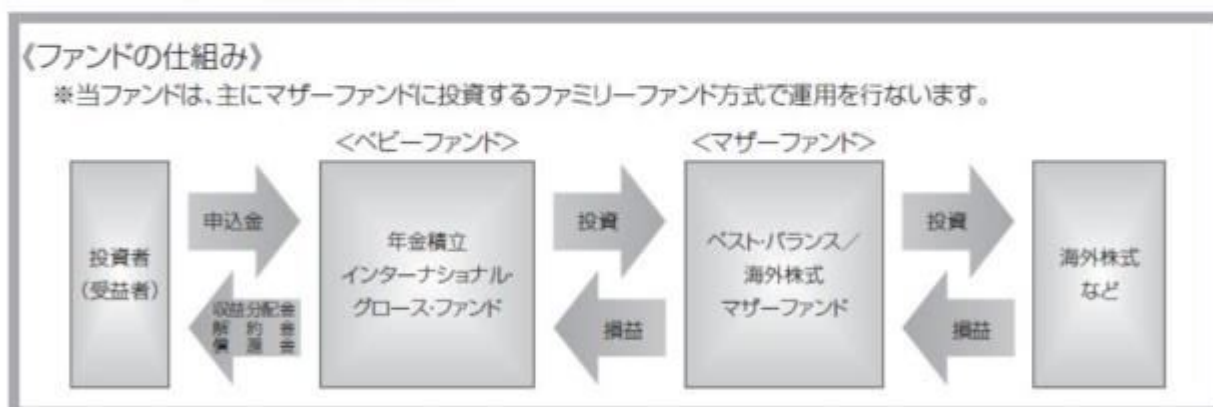 《ファンドの仕組み》
※当ファンドは、主にマザーファンドに投資するファミリーファンド方式で運用を行ないます。
<ベビーファンド>
<マザーファンド>
投資者
(受益者)
申込金
収益分配金
解約金
償還金
年金積立
インターナショナル・
グロース・ファンド
投資
損益
ベスト・バランス/
海外株式
マザーファンド
投資
損益
海外株式
など